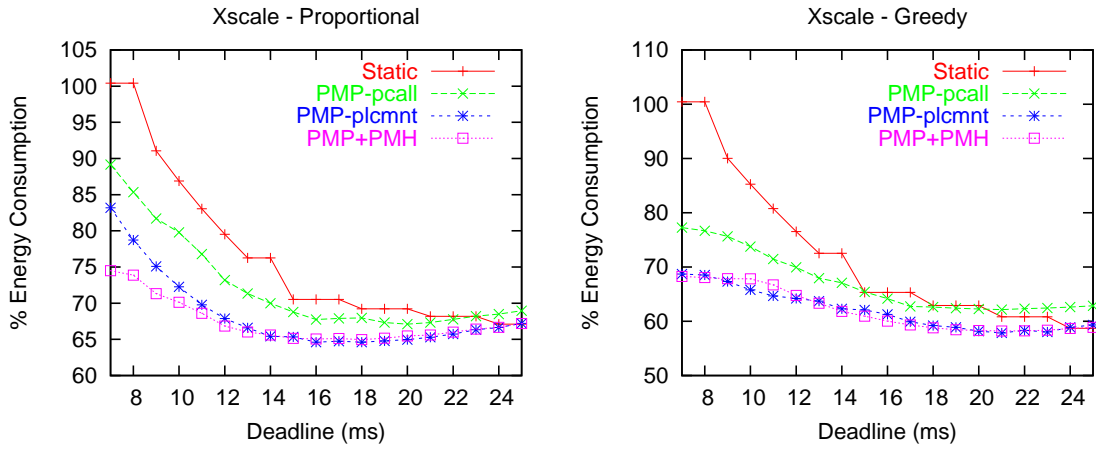 Xscale - Proportional
% Energy Consumption
105
100
95
90
85
80
75
70
65
60
Static
PMP-pcall
PMP-plcmnt
PMP+PMH
8 10 12 14 16 18 20 22 24
Deadline (ms)
Xscale - Greedy
% Energy Consumption
110
100
90
80
70
60
50
Static
PMP-pcall
PMP-plcmnt
PMP+PMH
8 10 12 14 16 18 20 22 24
Deadline (ms)